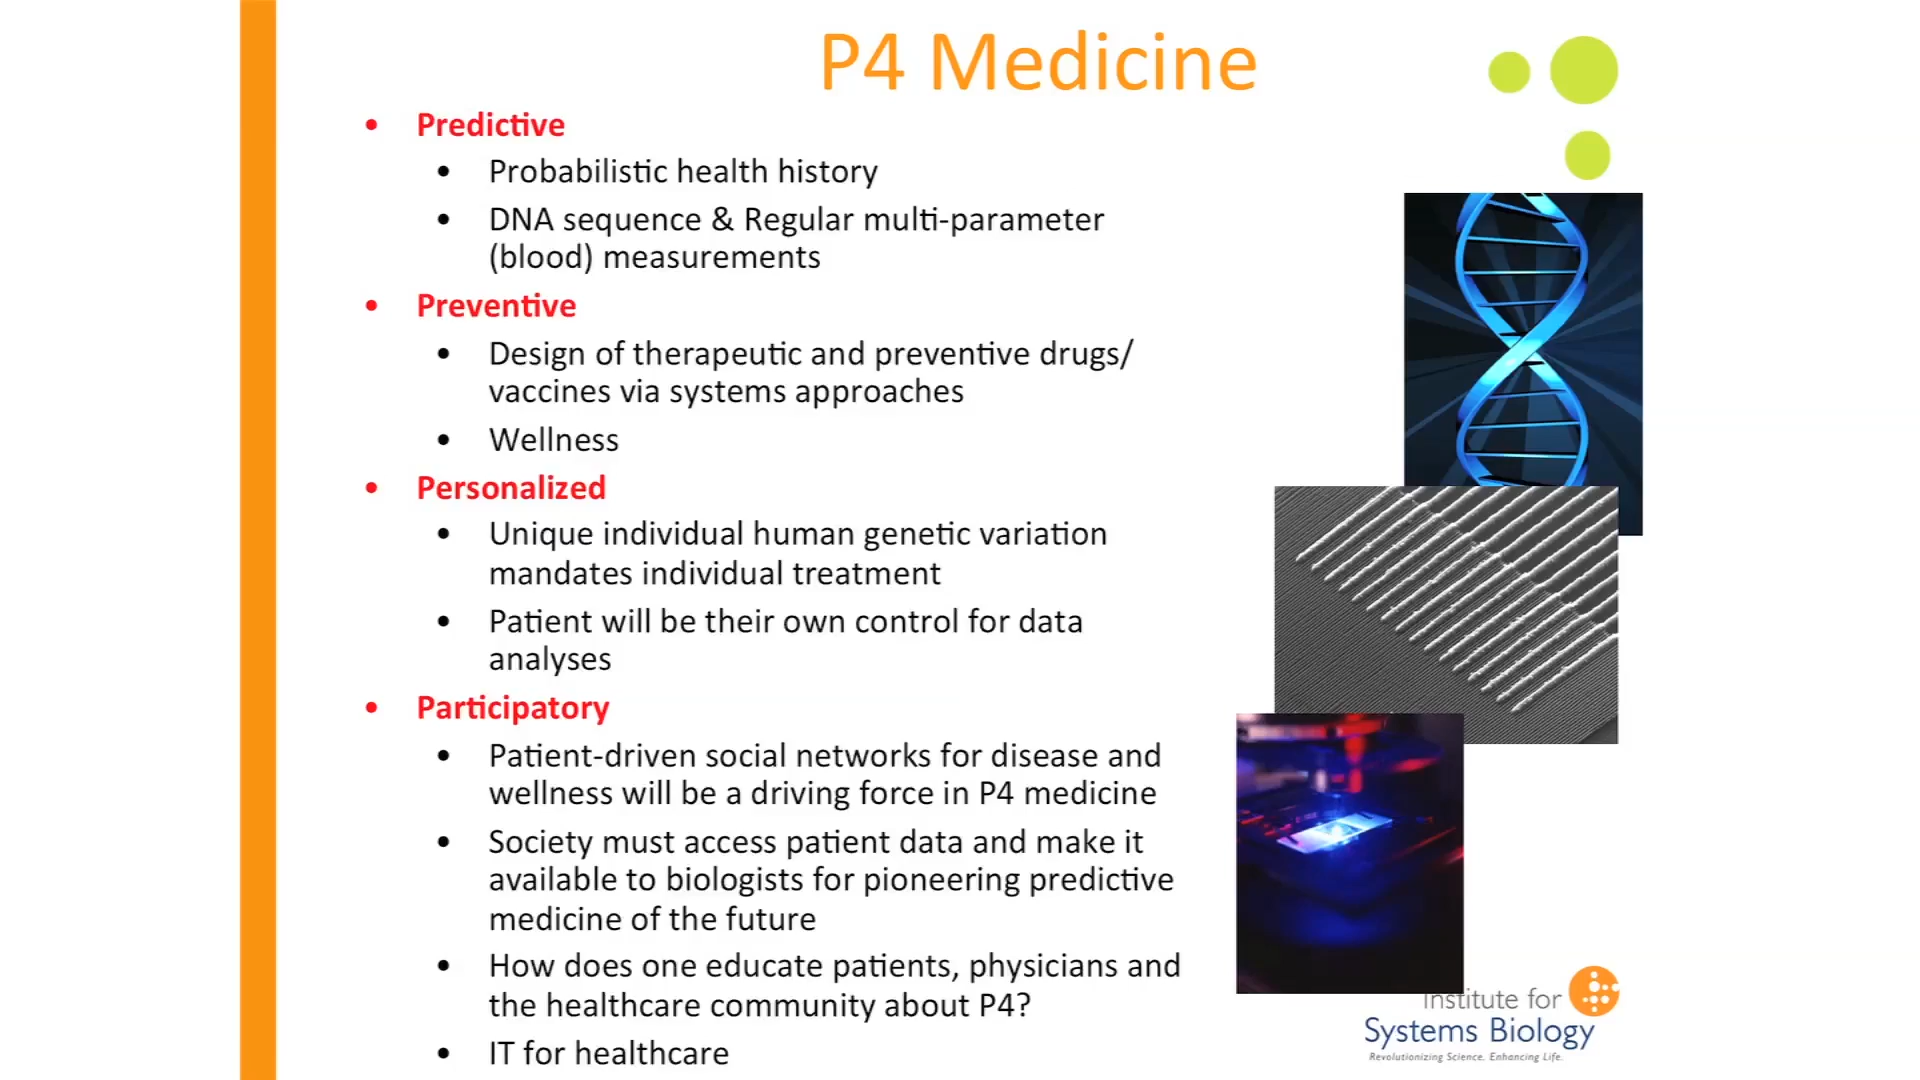 P4 Medicine
• Predictive
• Probabilistic health history
• DNA sequence & Regular multi-parameter
(blood) measurements
• Preventive
• Design of therapeutic and preventive drugs/
vaccines via systems approaches
• Wellness
• Personalized
• Unique individual human genetic variation
mandates individual treatment
• Patient will be their own control for data
analyses
• Participatory
• Patient-driven social networks for disease and
wellness will be a driving force in P4 medicine
• Society must access patient data and make it
available to biologists for pioneering predictive
medicine of the future
• How does one educate patients, physicians and
the healthcare community about P4?
• IT for healthcare
Institute for
Systems Biology
Revolutionizing Science. Enhancing Life.